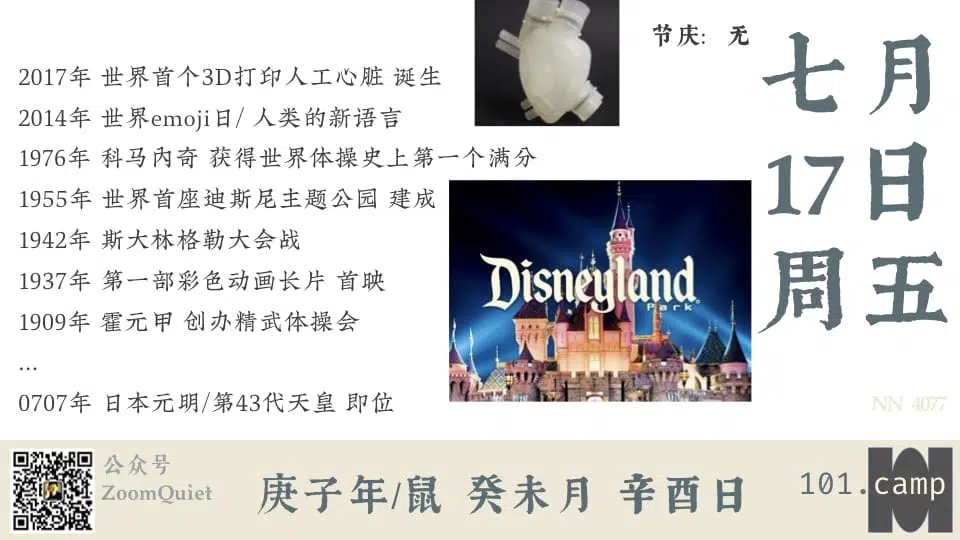 节庆： 无
七月
17日
周五
2017年 世界首个3D打印人工心脏 诞生
2014年 世界emoji日/ 人类的新语言
1976年 科马内奇 获得世界体操史上第一个满分
1955年 世界首座迪斯尼主题公园 建成
1942年 斯大林格勒大会战
1937年 第一部彩色动画长片 首映
1909年 霍元甲 创办精武体操会
...
0707年 日本元明/第43代天皇 即位
Disneyland
Park
NN 4077
公众号
ZoomQuiet
庚子年/鼠 癸未月 辛酉日
101.camp